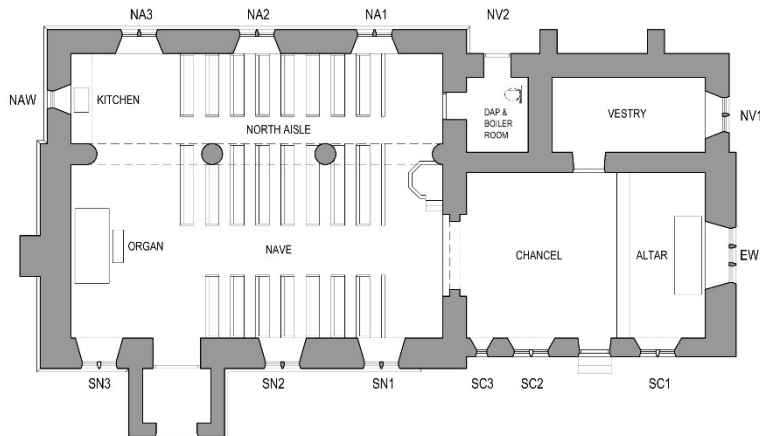 NA3
NA2
NA1
NV2
NAW
KITCHEN
NORTH AISLE
DAP &
BOILER
ROOM
VESTRY
NV1
ORGAN
NAVE
CHANCEL
ALTAR
EW
SN3
SN2
SN1
SC3
SC2
SC1